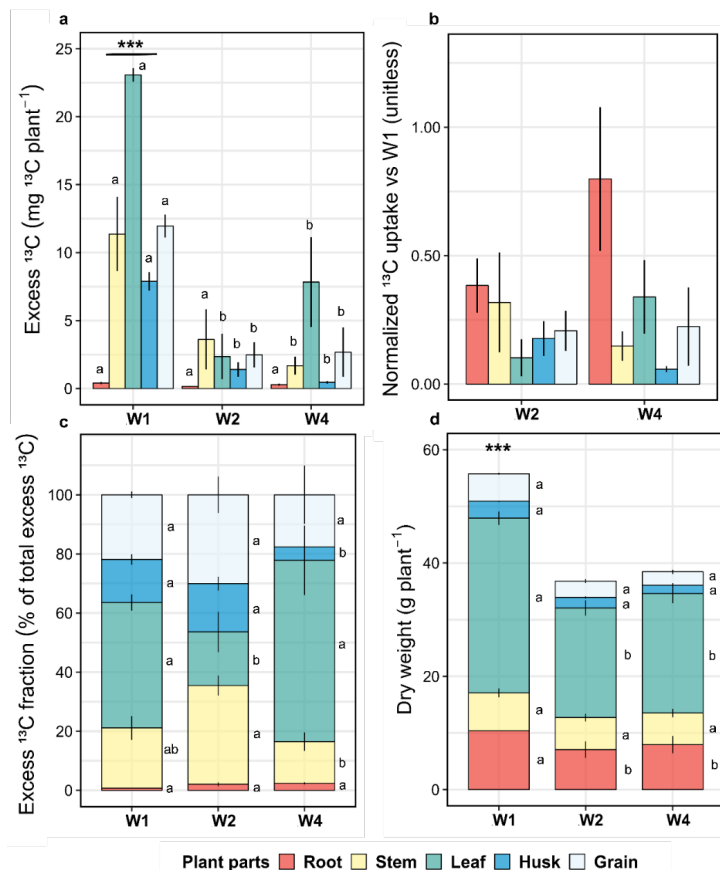 a
Excess ¹³C (mg ¹³C plant⁻¹)
25
20
15
10
5
0
***
a
a
a
a
a
a
a
b
b
b
a
b
b
b
b
W1
W2
W4
b
Normalized ¹³C uptake vs W1 (unitless)
1.00
0.50
0.00
W2
W4
c
Excess ¹³C fraction (% of total excess ¹³C)
100
80
60
40
20
0
a
a
a
ab
a
a
a
b
a
a
a
b
a
b
a
W1
W2
W4
d
Dry weight (g plant⁻¹)
60
40
20
0
***
a
a
a
a
a
a
a
b
a
b
a
a
b
a
b
W1
W2
W4
Plant parts Root Stem Leaf Husk Grain